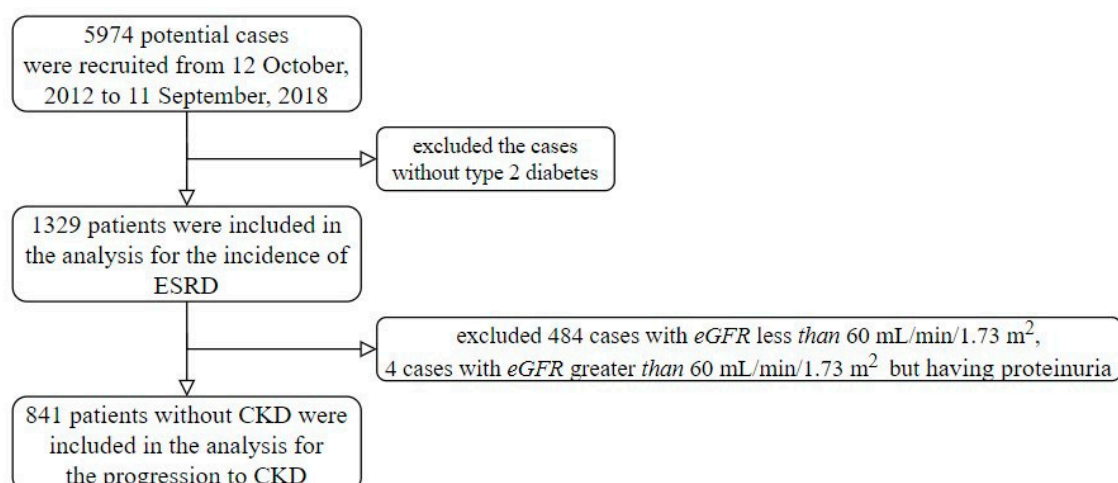 5974 potential cases
were recruited from 12 October,
2012 to 11 September, 2018
excluded the cases
without type 2 diabetes
1329 patients were included in
the analysis for the incidence of
ESRD
excluded 484 cases with eGFR less than 60 mL/min/1.73 m²,
4 cases with eGFR greater than 60 mL/min/1.73 m² but having proteinuria
841 patients without CKD were
included in the analysis for
the progression to CKD